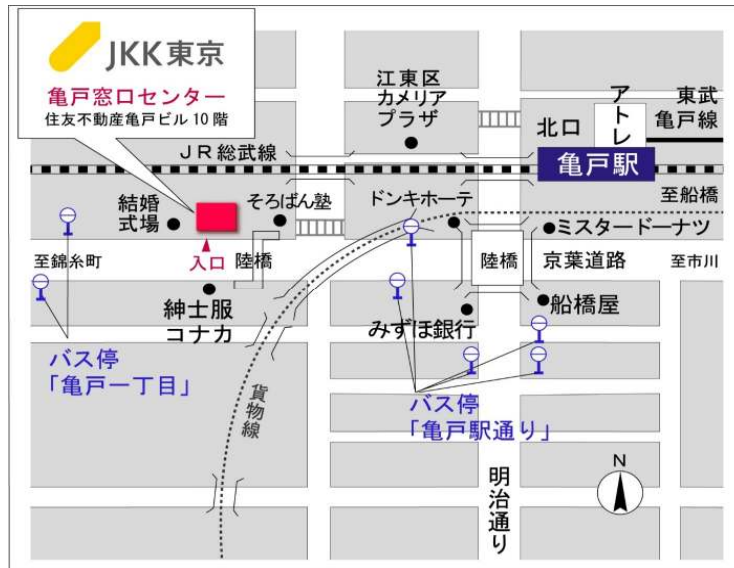 JKK東京
亀戸窓口センター
住友不動産亀戸ビル10階
江東区
カメリア
プラザ
アトレ
東武
亀戸線
北口
JR総武線
亀戸駅
至船橋
結婚
式場
そろばん塾
ドンキホーテ
ミスタードーナツ
至錦糸町
入口
陸橋
陸橋
京葉道路
至市川
紳士服
コナカ
みずほ銀行
船橋屋
バス停
「亀戸一丁目」
貨物線
バス停
「亀戸駅通り」
明治通り
N